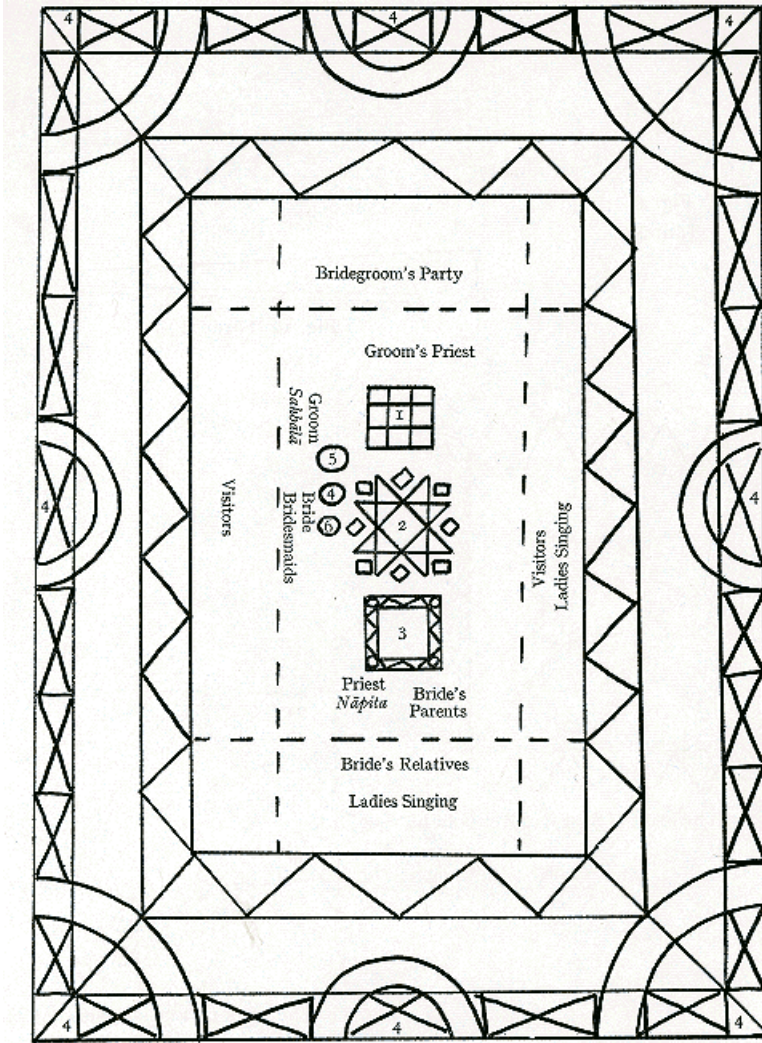 4
4
4
Bridegroom's Party
Groom's Priest
1
Groom
Sahbālā
5
4
Bride
Bridesmaids
6
2
Visitors
Visitors
Ladies Singing
4
4
3
Priest
Nāpita
Bride's
Parents
Bride's Relatives
Ladies Singing
4
4
4